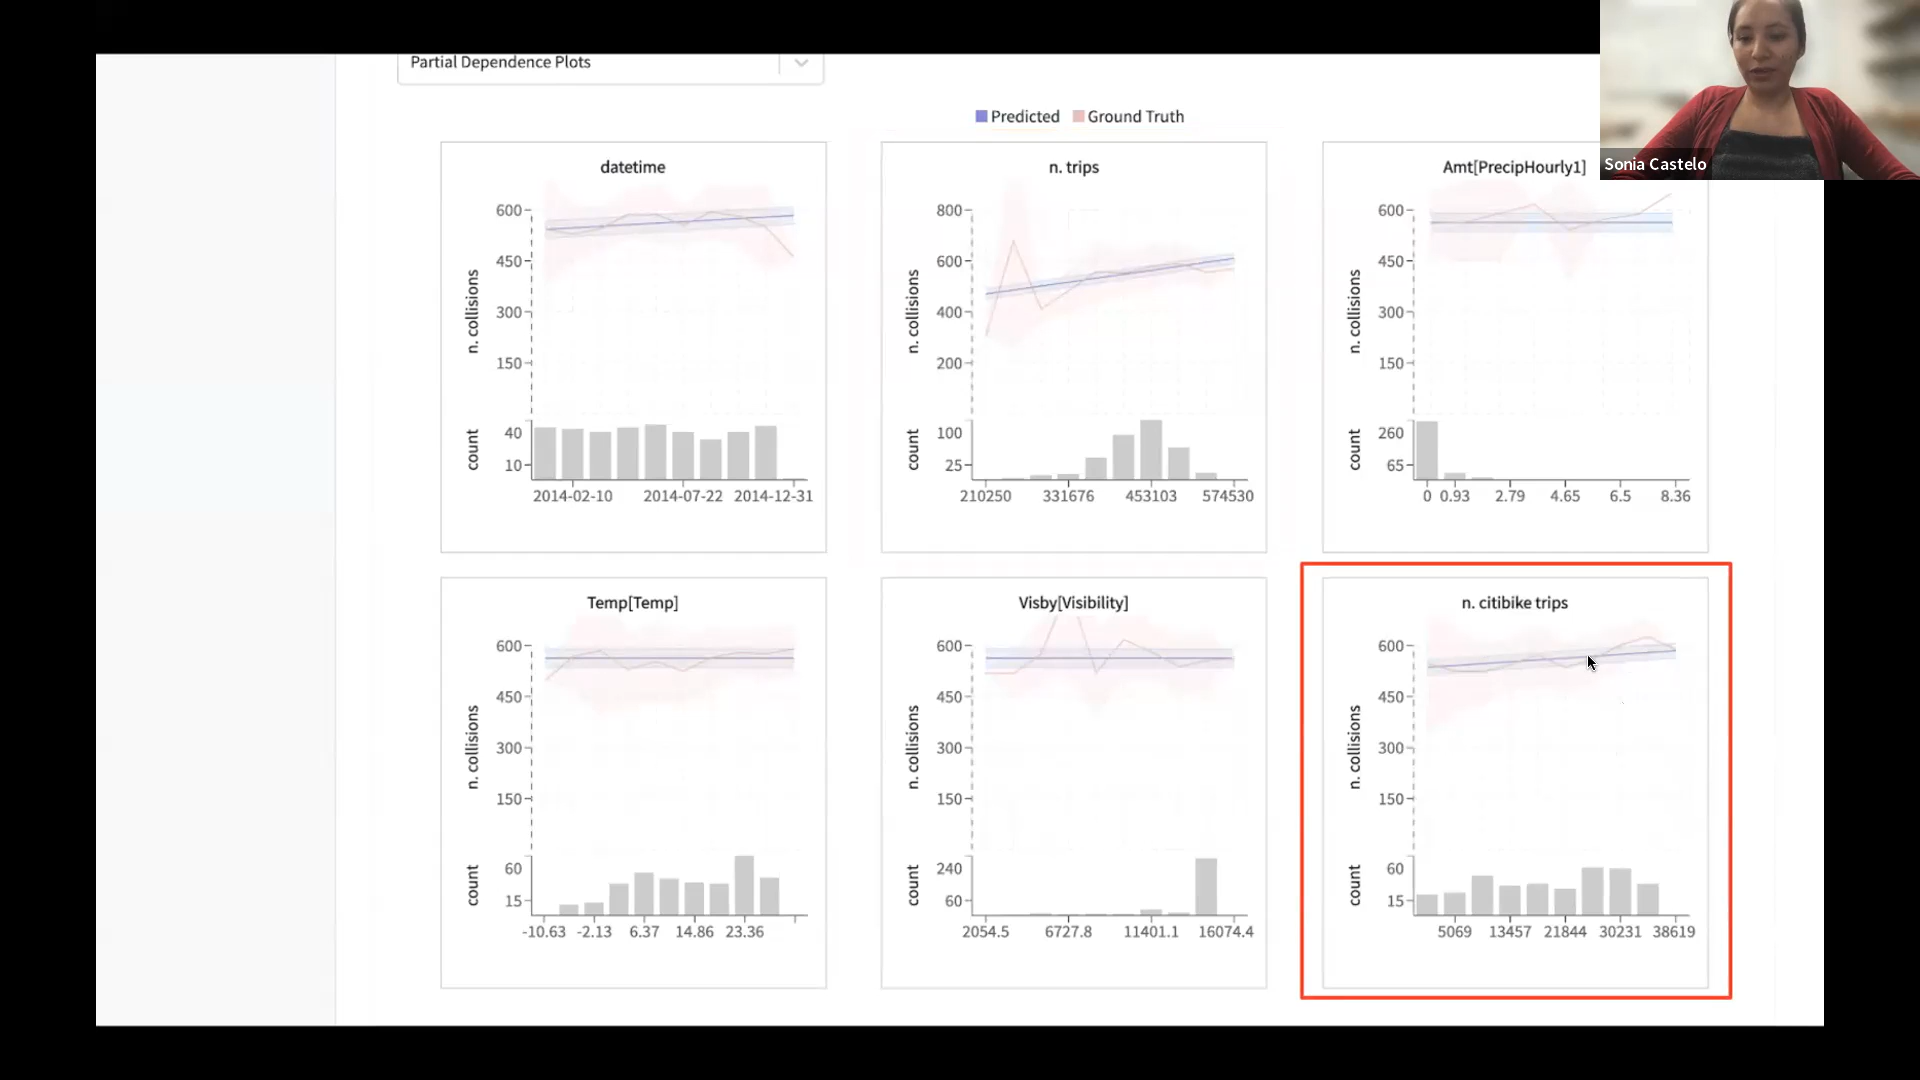 Partial Dependence Plots
Predicted Ground Truth
datetime
n. collisions
600
450
300
150
count
40
10
2014-02-10 2014-07-22 2014-12-31
n. trips
n. collisions
800
600
400
200
count
100
25
210250 331676 453103 574530
Amt[PrecipHourly1]
n. collisions
600
450
300
150
count
260
65
0 0.93 2.79 4.65 6.5 8.36
Sonia Castelo
Temp[Temp]
n. collisions
600
450
300
150
count
60
15
-10.63 -2.13 6.37 14.86 23.36
Visby[Visibility]
n. collisions
600
450
300
150
count
240
60
2054.5 6727.8 11401.1 16074.4
n. citibike trips
n. collisions
600
450
300
150
count
60
15
5069 13457 21844 30231 38619